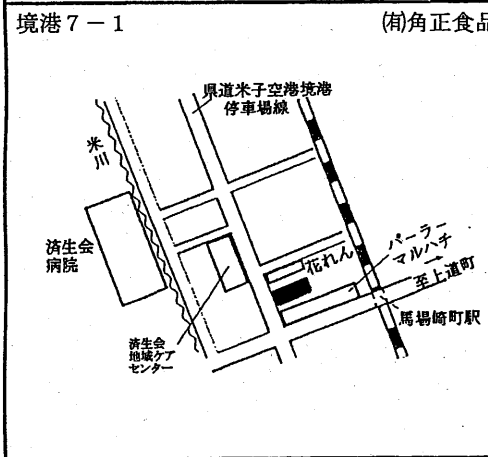 境港7-1
㈲角正食品
県道米子空港境港
停車場線
米川
済生会
病院
花れん
パーラー
マルハチ
至上道町
馬場崎町駅
済生会
地域ケア
センター